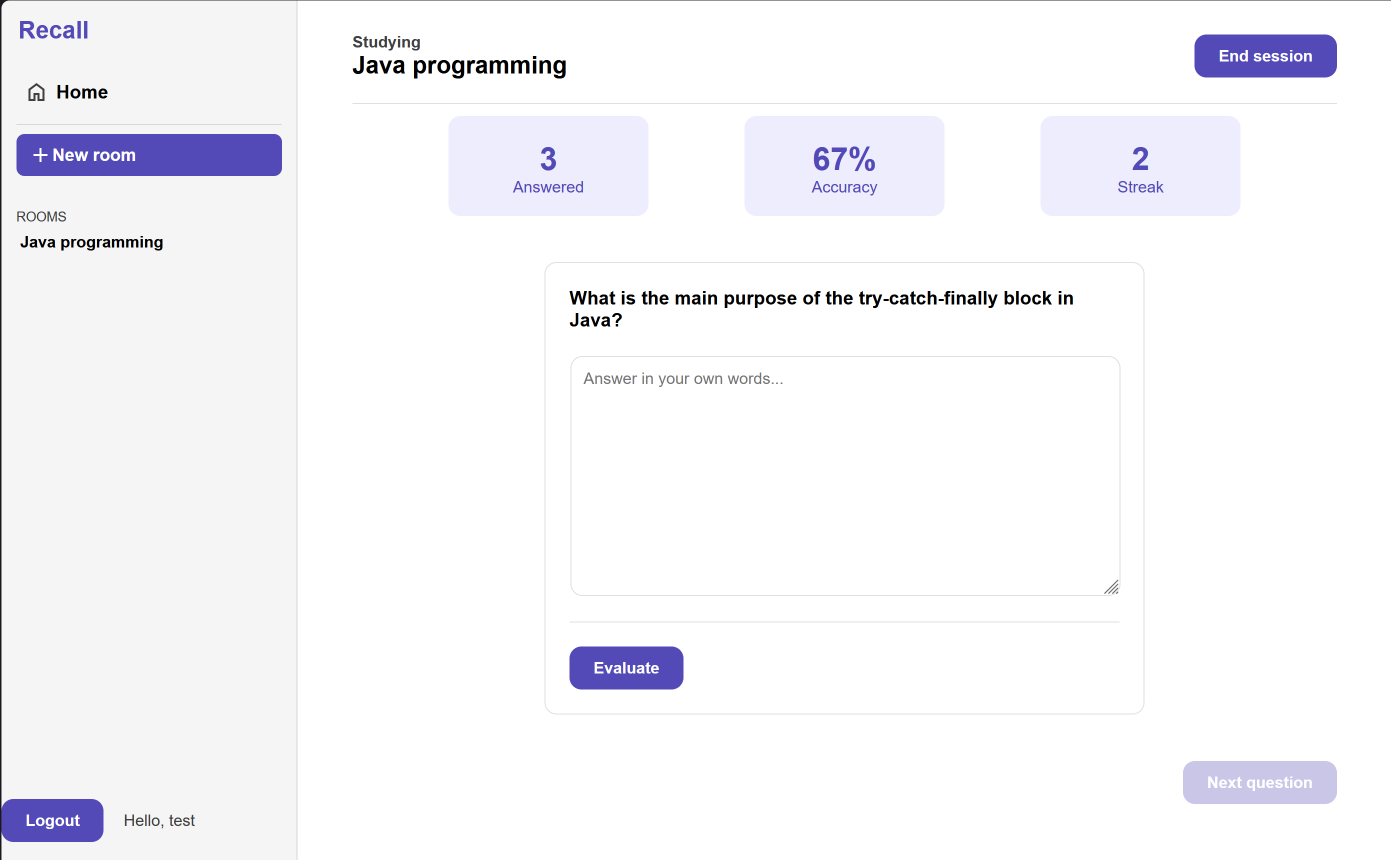 Recall
Home
New room
ROOMS
Java programming
Logout
Hello, test
Studying
Java programming
End session
3
Answered
67%
Accuracy
2
Streak
What is the main purpose of the try-catch-finally block in
Java?
Answer in your own words...
Evaluate
Next question